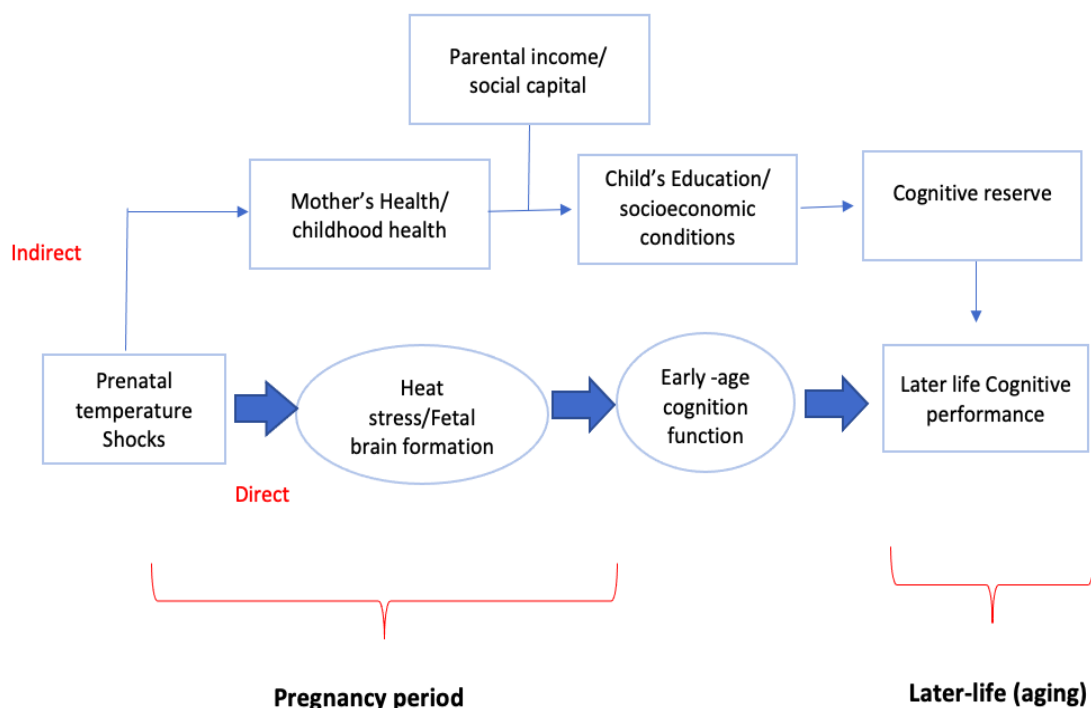 Parental income/
social capital
Mother's Health/
childhood health
Child's Education/
socioeconomic
conditions
Cognitive reserve
Indirect
Prenatal
temperature
Shocks
Heat
stress/Fetal
brain formation
Early -age
cognition
function
Later life Cognitive
performance
Direct
Pregnancy period
Later-life (aging)